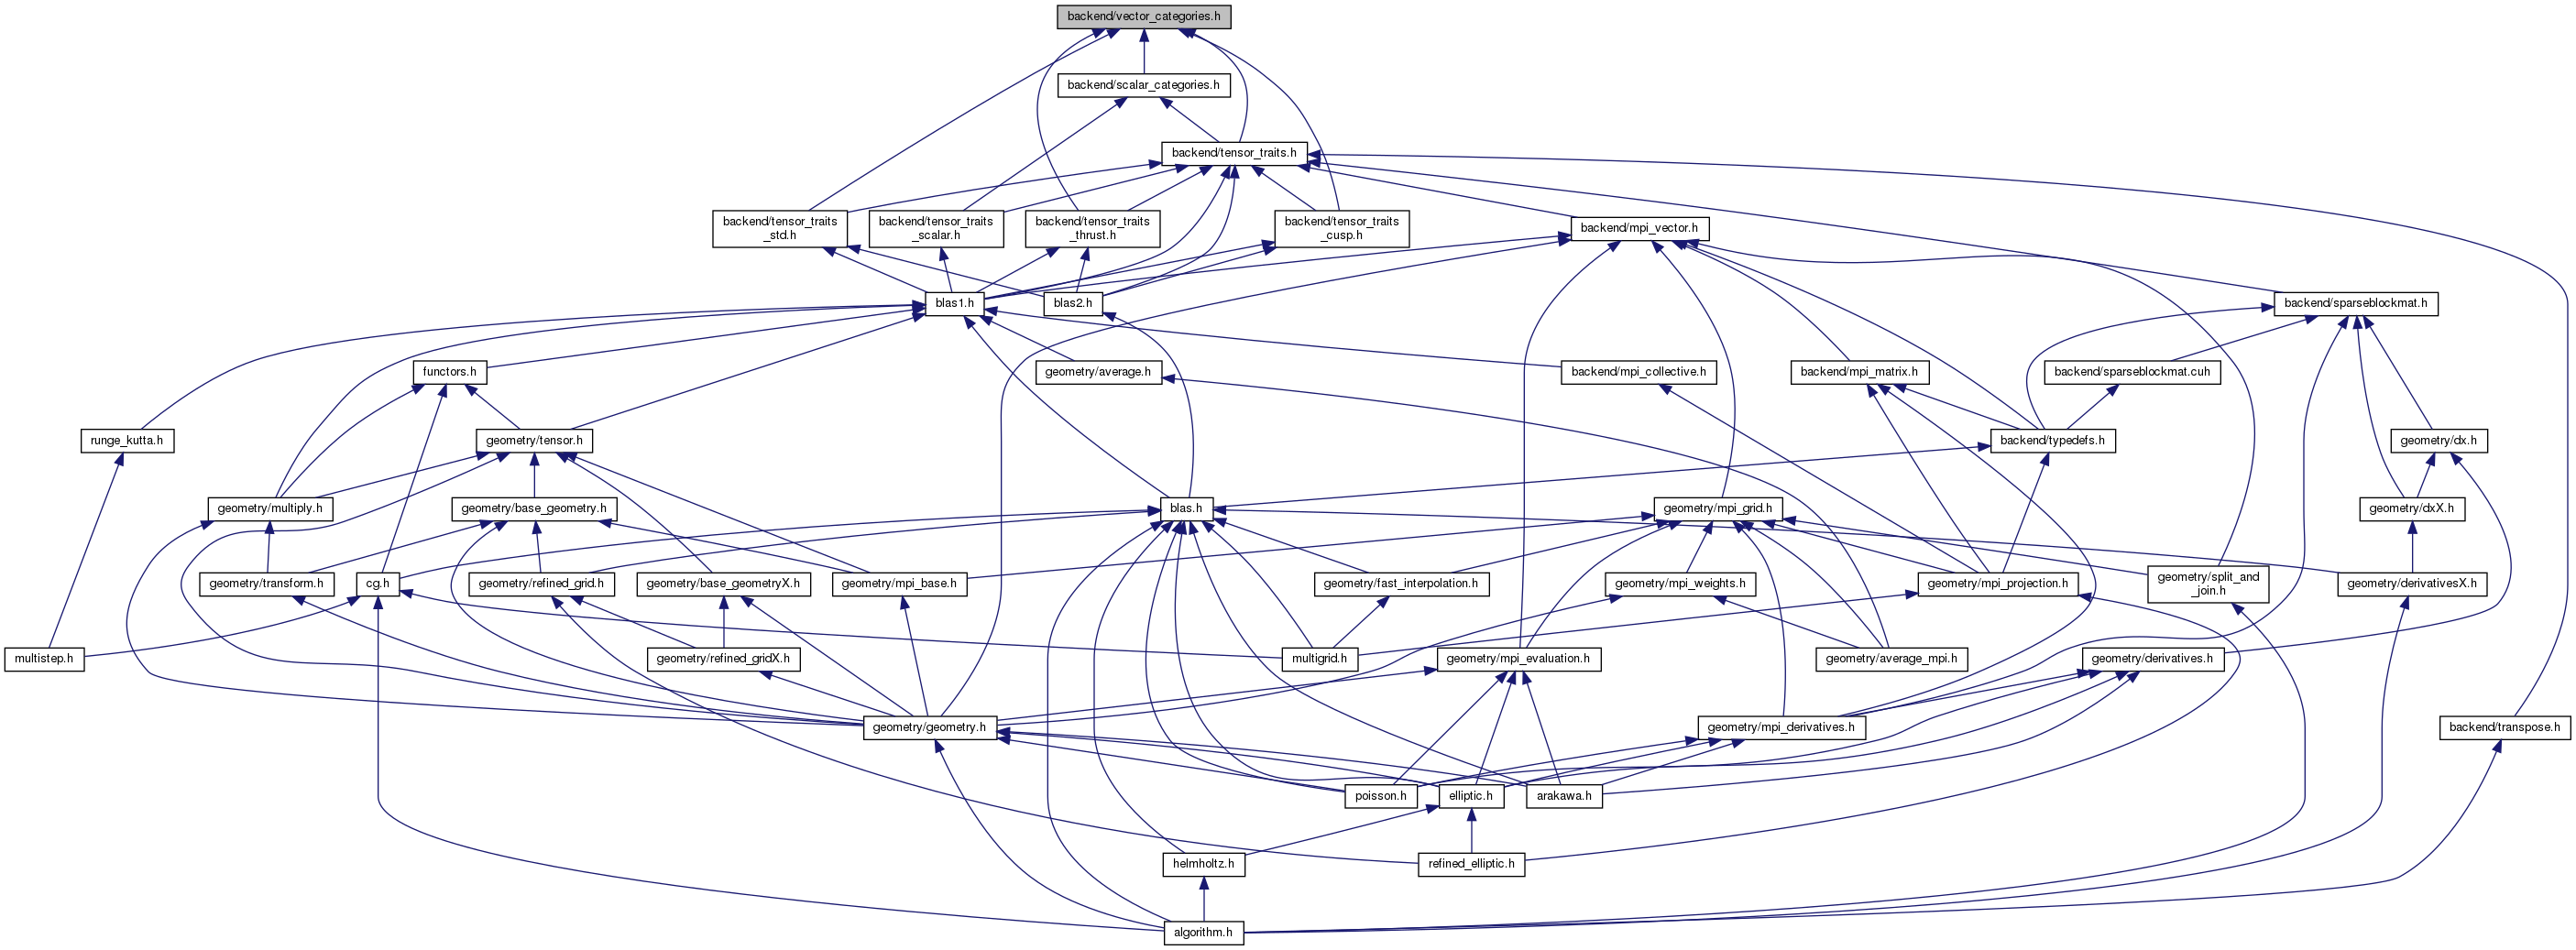 backend/vector_categories.h
backend/scalar_categories.h
backend/tensor_traits.h
backend/tensor_traits
_std.h
backend/tensor_traits
_scalar.h
backend/tensor_traits
_thrust.h
backend/tensor_traits
_cusp.h
backend/mpi_vector.h
blas1.h
blas2.h
backend/sparseblockmat.h
functors.h
geometry/average.h
backend/mpi_collective.h
backend/mpi_matrix.h
backend/sparseblockmat.cuh
runge_kutta.h
geometry/tensor.h
backend/typedefs.h
geometry/dx.h
geometry/multiply.h
geometry/base_geometry.h
blas.h
geometry/mpi_grid.h
geometry/dxX.h
geometry/transform.h
cg.h
geometry/refined_grid.h
geometry/base_geometryX.h
geometry/mpi_base.h
geometry/fast_interpolation.h
geometry/mpi_weights.h
geometry/mpi_projection.h
geometry/split_and
_join.h
geometry/derivativesX.h
multistep.h
geometry/refined_gridX.h
multigrid.h
geometry/mpi_evaluation.h
geometry/average_mpi.h
geometry/derivatives.h
geometry/geometry.h
geometry/mpi_derivatives.h
backend/transpose.h
poisson.h
elliptic.h
arakawa.h
helmholtz.h
refined_elliptic.h
algorithm.h